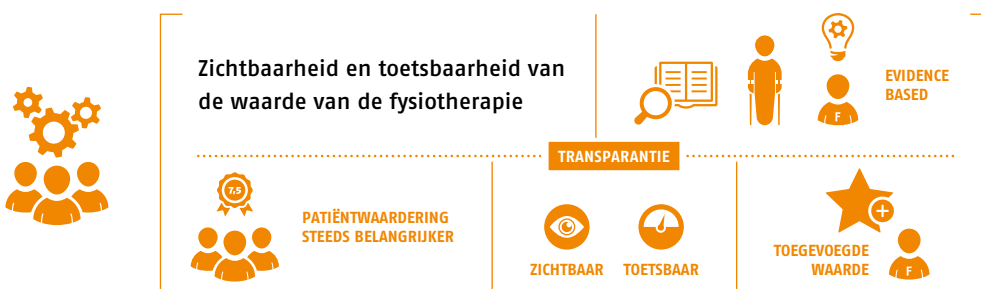 Zichtbaarheid en toetsbaarheid van
de waarde van de fysiotherapie
EVIDENCE
BASED
F
TRANSPARANTIE
7,5
PATIËNTWAARDERING
STEEDS BELANGRIJKER
ZICHTBAAR
TOETSBAAR
TOEGEVOEGDE
WAARDE
F